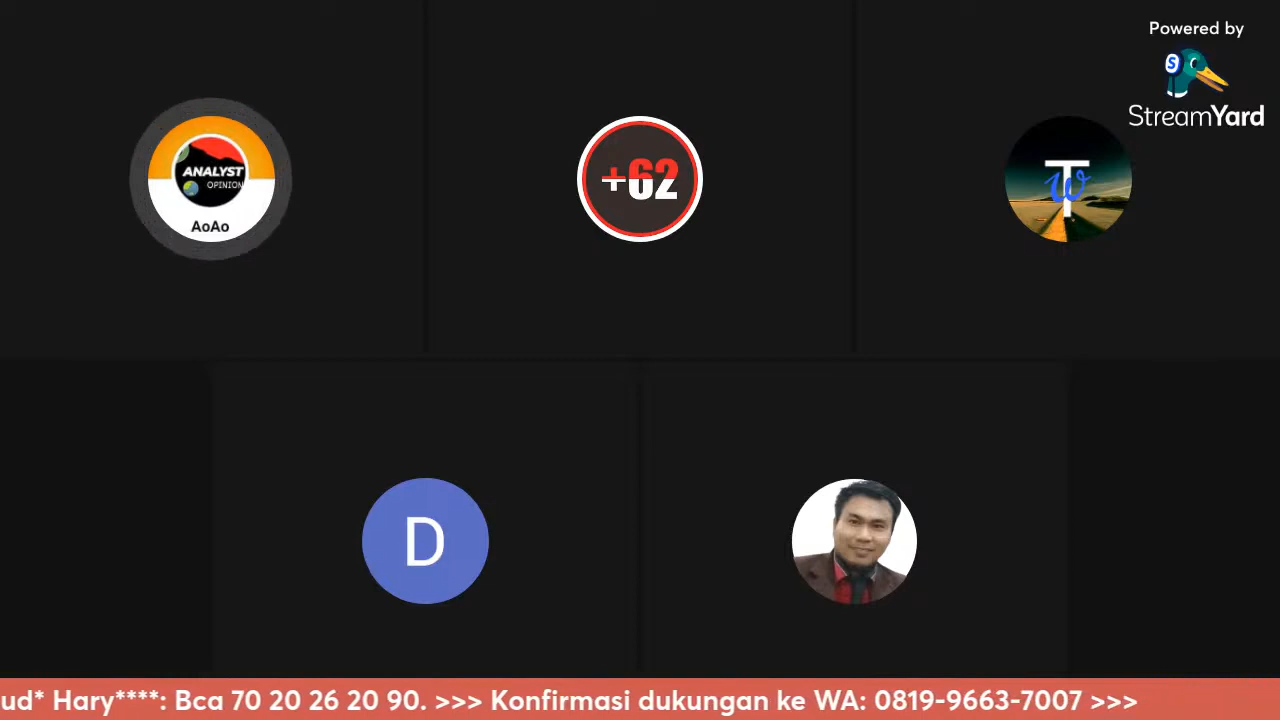 Powered by
StreamYard
S
ANALYST
OPINION
AoAo
+62
T
w
D
ud* Hary****: Bca 70 20 26 20 90. >>> Konfirmasi dukungan ke WA: 0819-9663-7007 >>>